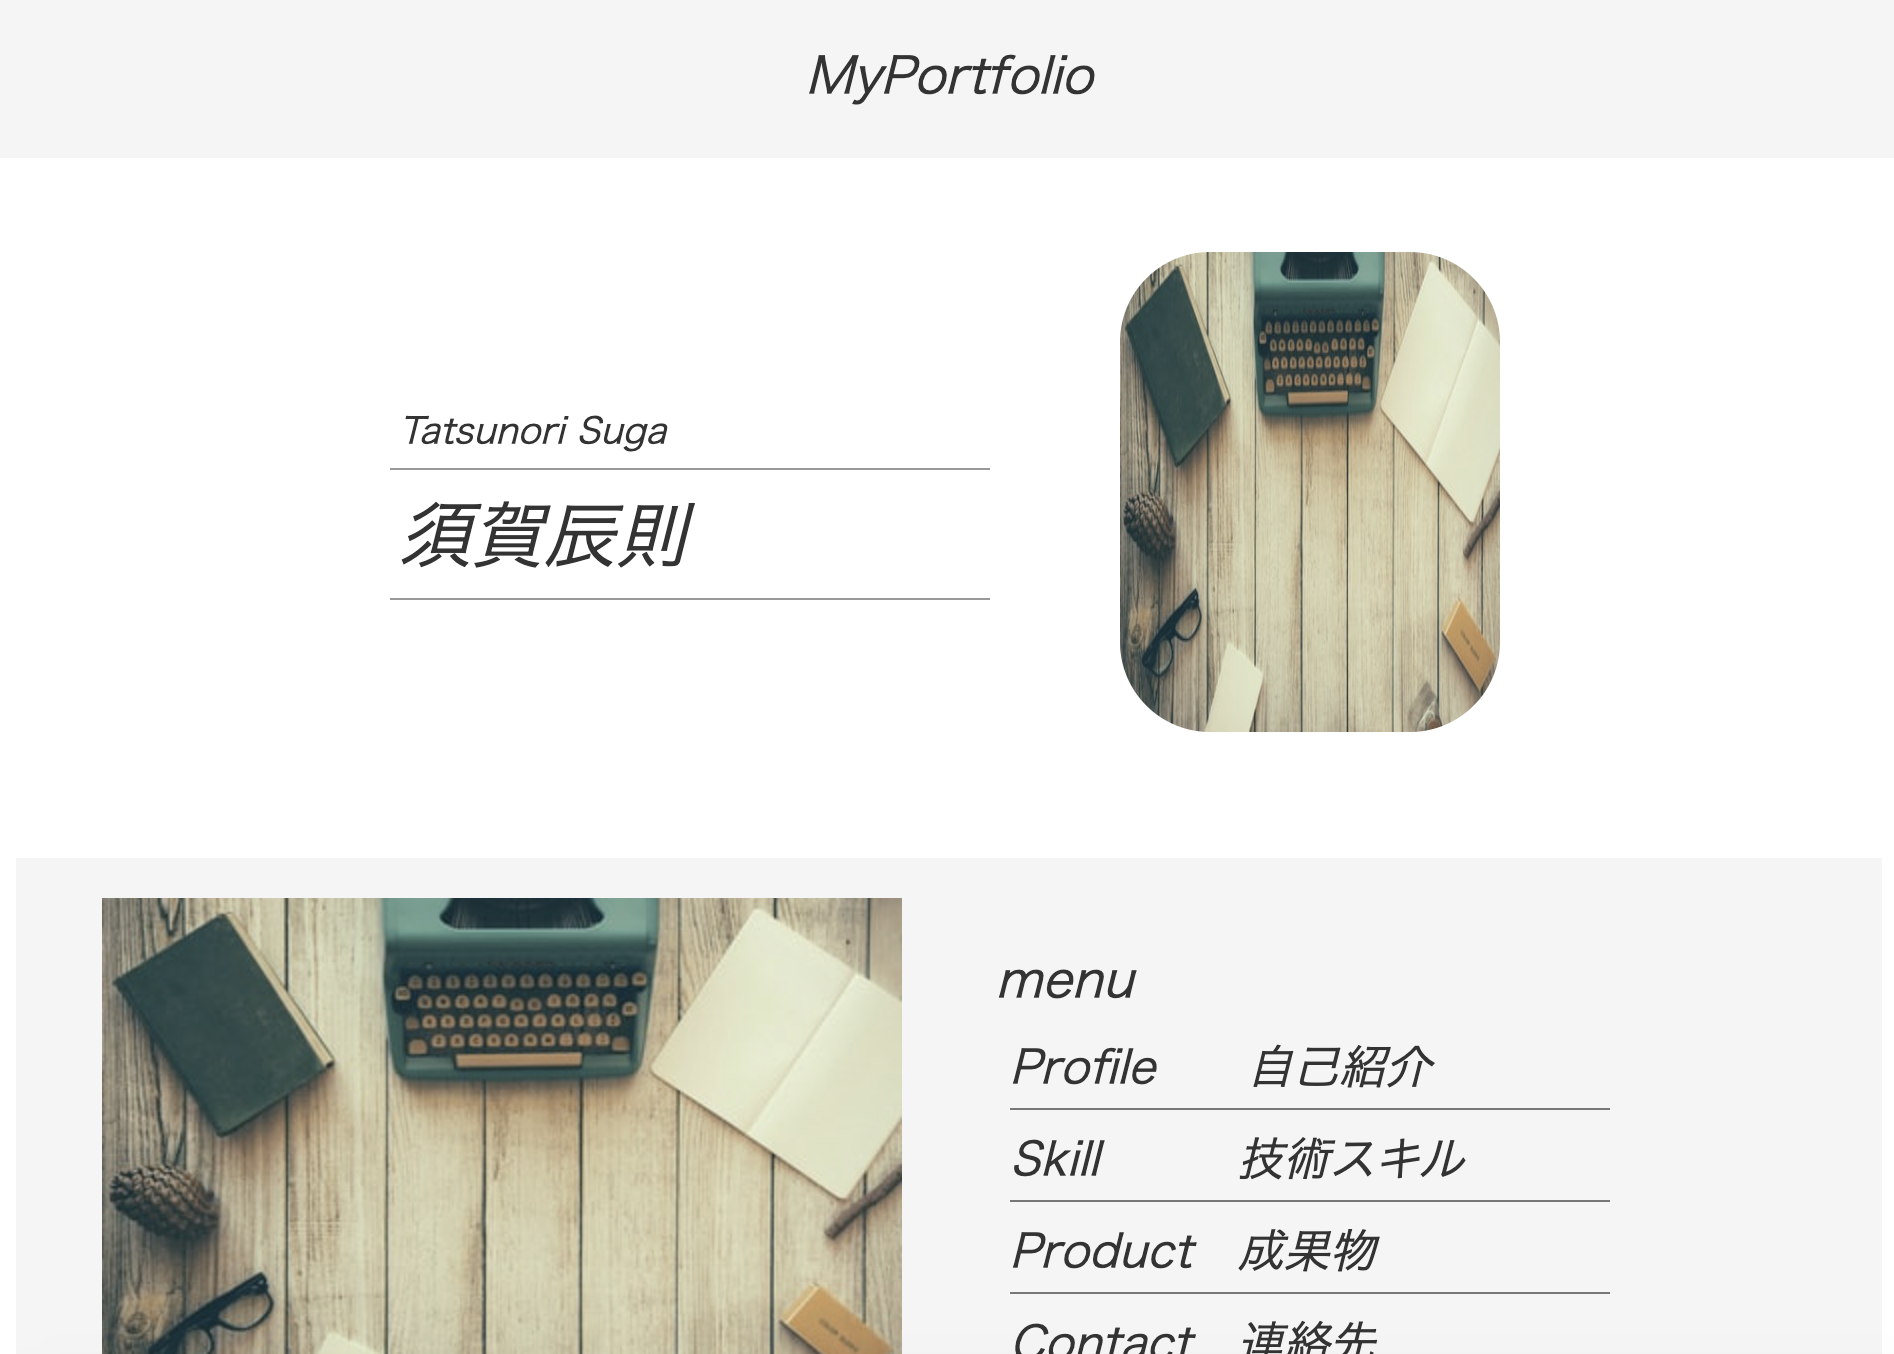 MyPortfolio
Tatsunori Suga
須賀辰則
menu
Profile 自己紹介
Skill 技術スキル
Product 成果物
Contact 連絡先